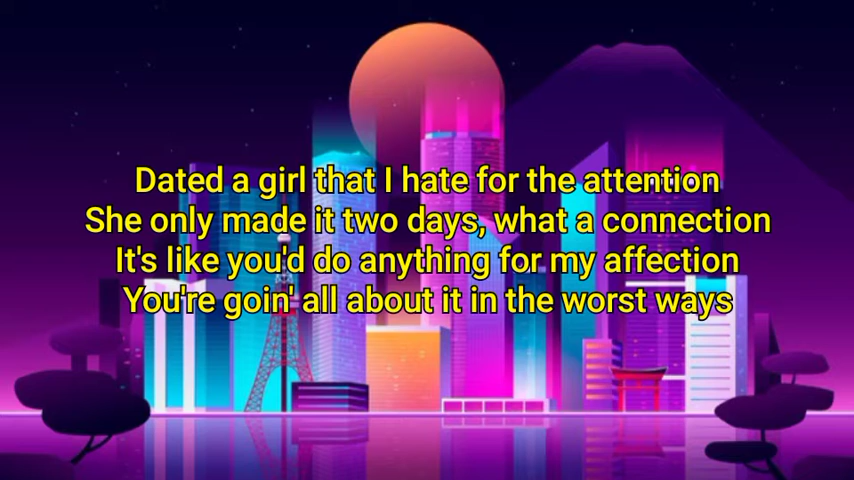 Dated a girl that I hate for the attention
She only made it two days, what a connection
It's like you'd do anything for my affection
You're goin' all about it in the worst ways